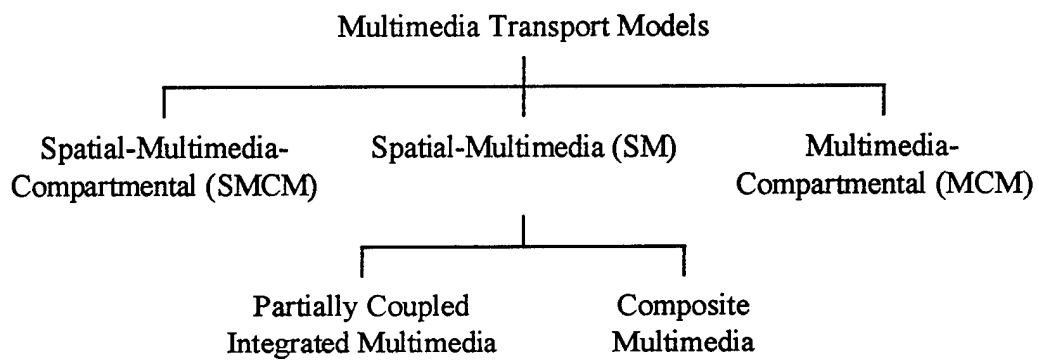 Multimedia Transport Models
Spatial-Multimedia-
Compartmental (SMCM)
Spatial-Multimedia (SM)
Multimedia-
Compartmental (MCM)
Partially Coupled
Integrated Multimedia
Composite
Multimedia